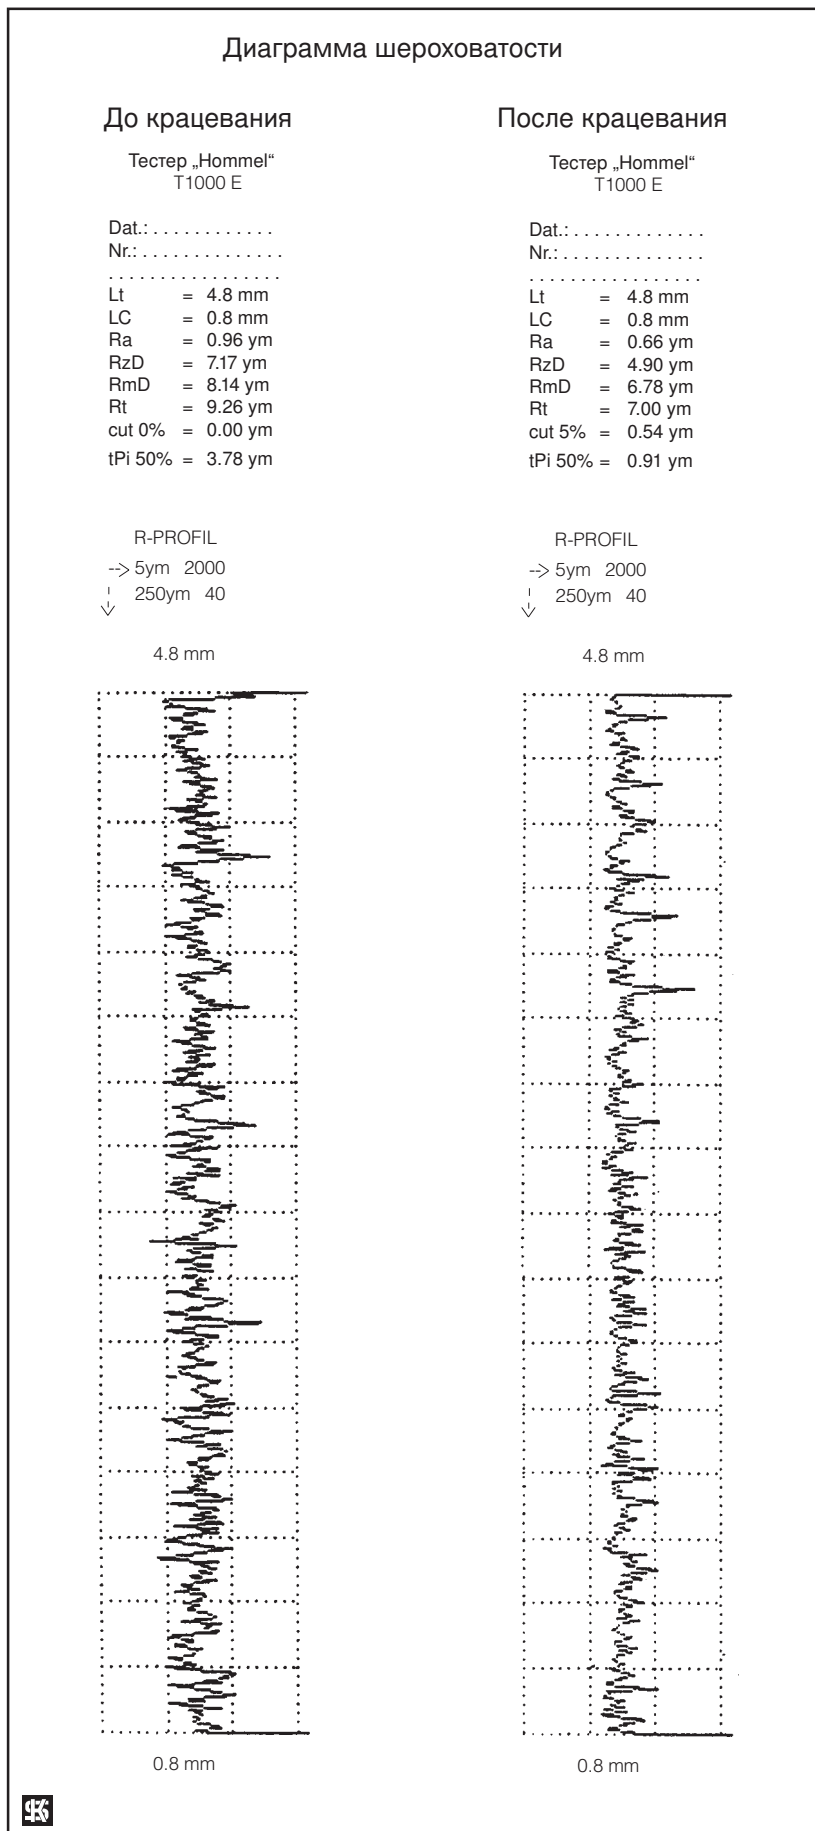 Диаграмма шероховатости
До крацевания
Тестер „Hommel“
T1000 E
Dat.: . . . . . . . . . . . .
Nr.: . . . . . . . . . . . . . .
. . . . . . . . . . . . . . . . .
Lt = 4.8 mm
LC = 0.8 mm
Ra = 0.96 ym
RzD = 7.17 ym
RmD = 8.14 ym
Rt = 9.26 ym
cut 0% = 0.00 ym
tPi 50% = 3.78 ym
R-PROFIL
--> 5ym 2000
250ym 40
4.8 mm
0.8 mm
После крацевания
Тестер „Hommel“
T1000 E
Dat.: . . . . . . . . . . . . .
Nr.: . . . . . . . . . . . . . .
. . . . . . . . . . . . . . . . .
Lt = 4.8 mm
LC = 0.8 mm
Ra = 0.66 ym
RzD = 4.90 ym
RmD = 6.78 ym
Rt = 7.00 ym
cut 5% = 0.54 ym
tPi 50% = 0.91 ym
R-PROFIL
--> 5ym 2000
250ym 40
4.8 mm
0.8 mm